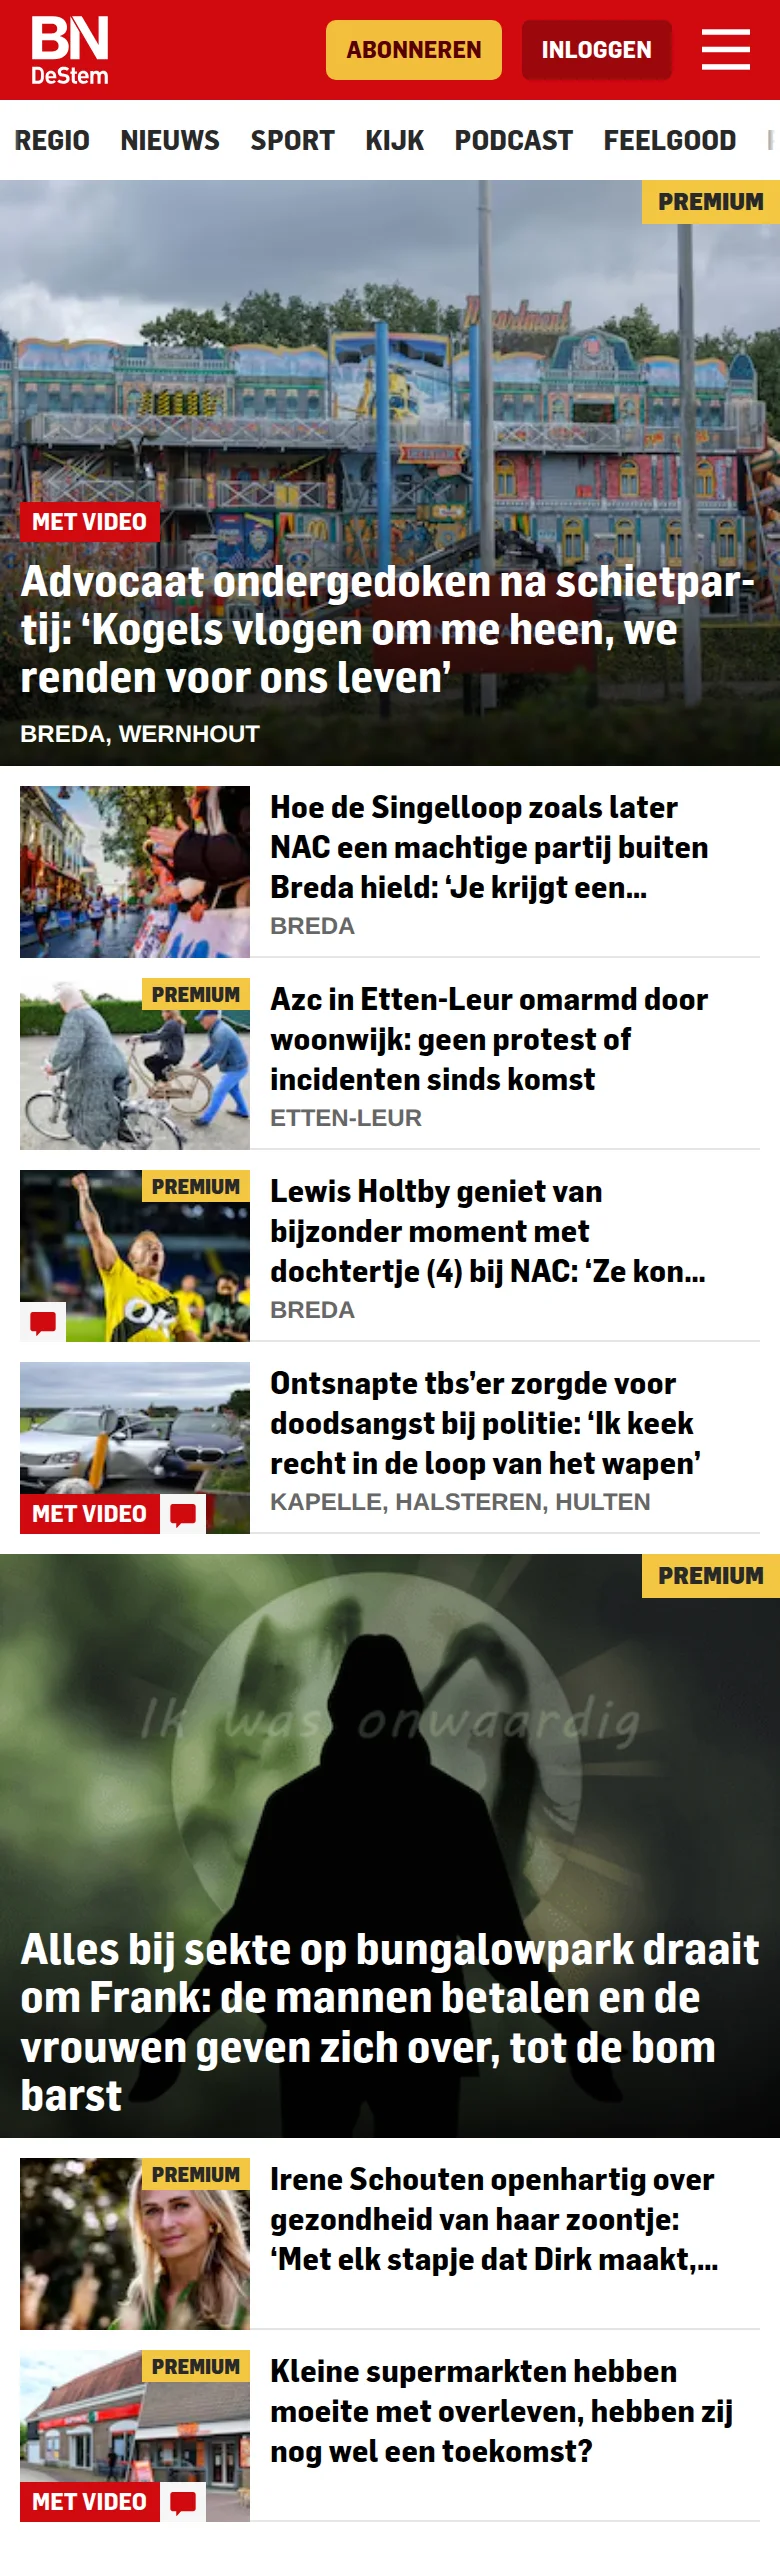 BN
DeStem
ABONNEREN
INLOGGEN
REGIO NIEUWS SPORT KIJK PODCAST FEELGOOD
PREMIUM
MET VIDEO
Advocaat ondergedoken na schietpar-
tij: ‘Kogels vlogen om me heen, we
renden voor ons leven’
BREDA, WERNHOUT
Hoe de Singelloop zoals later
NAC een machtige partij buiten
Breda hield: ‘Je krijgt een...
BREDA
PREMIUM
Azc in Etten-Leur omarmd door
woonwijk: geen protest of
incidenten sinds komst
ETTEN-LEUR
PREMIUM
Lewis Holtby geniet van
bijzonder moment met
dochtertje (4) bij NAC: ‘Ze kon...
BREDA
Ontsnapte tbs’er zorgde voor
doodsangst bij politie: ‘Ik keek
recht in de loop van het wapen’
KAPELLE, HALSTEREN, HULTEN
MET VIDEO
PREMIUM
Ik was onwaardig
Alles bij sekte op bungalowpark draait
om Frank: de mannen betalen en de
vrouwen geven zich over, tot de bom
barst
PREMIUM
Irene Schouten openhartig over
gezondheid van haar zoontje:
‘Met elk stapje dat Dirk maakt,...
PREMIUM
Kleine supermarkten hebben
moeite met overleven, hebben zij
nog wel een toekomst?
MET VIDEO